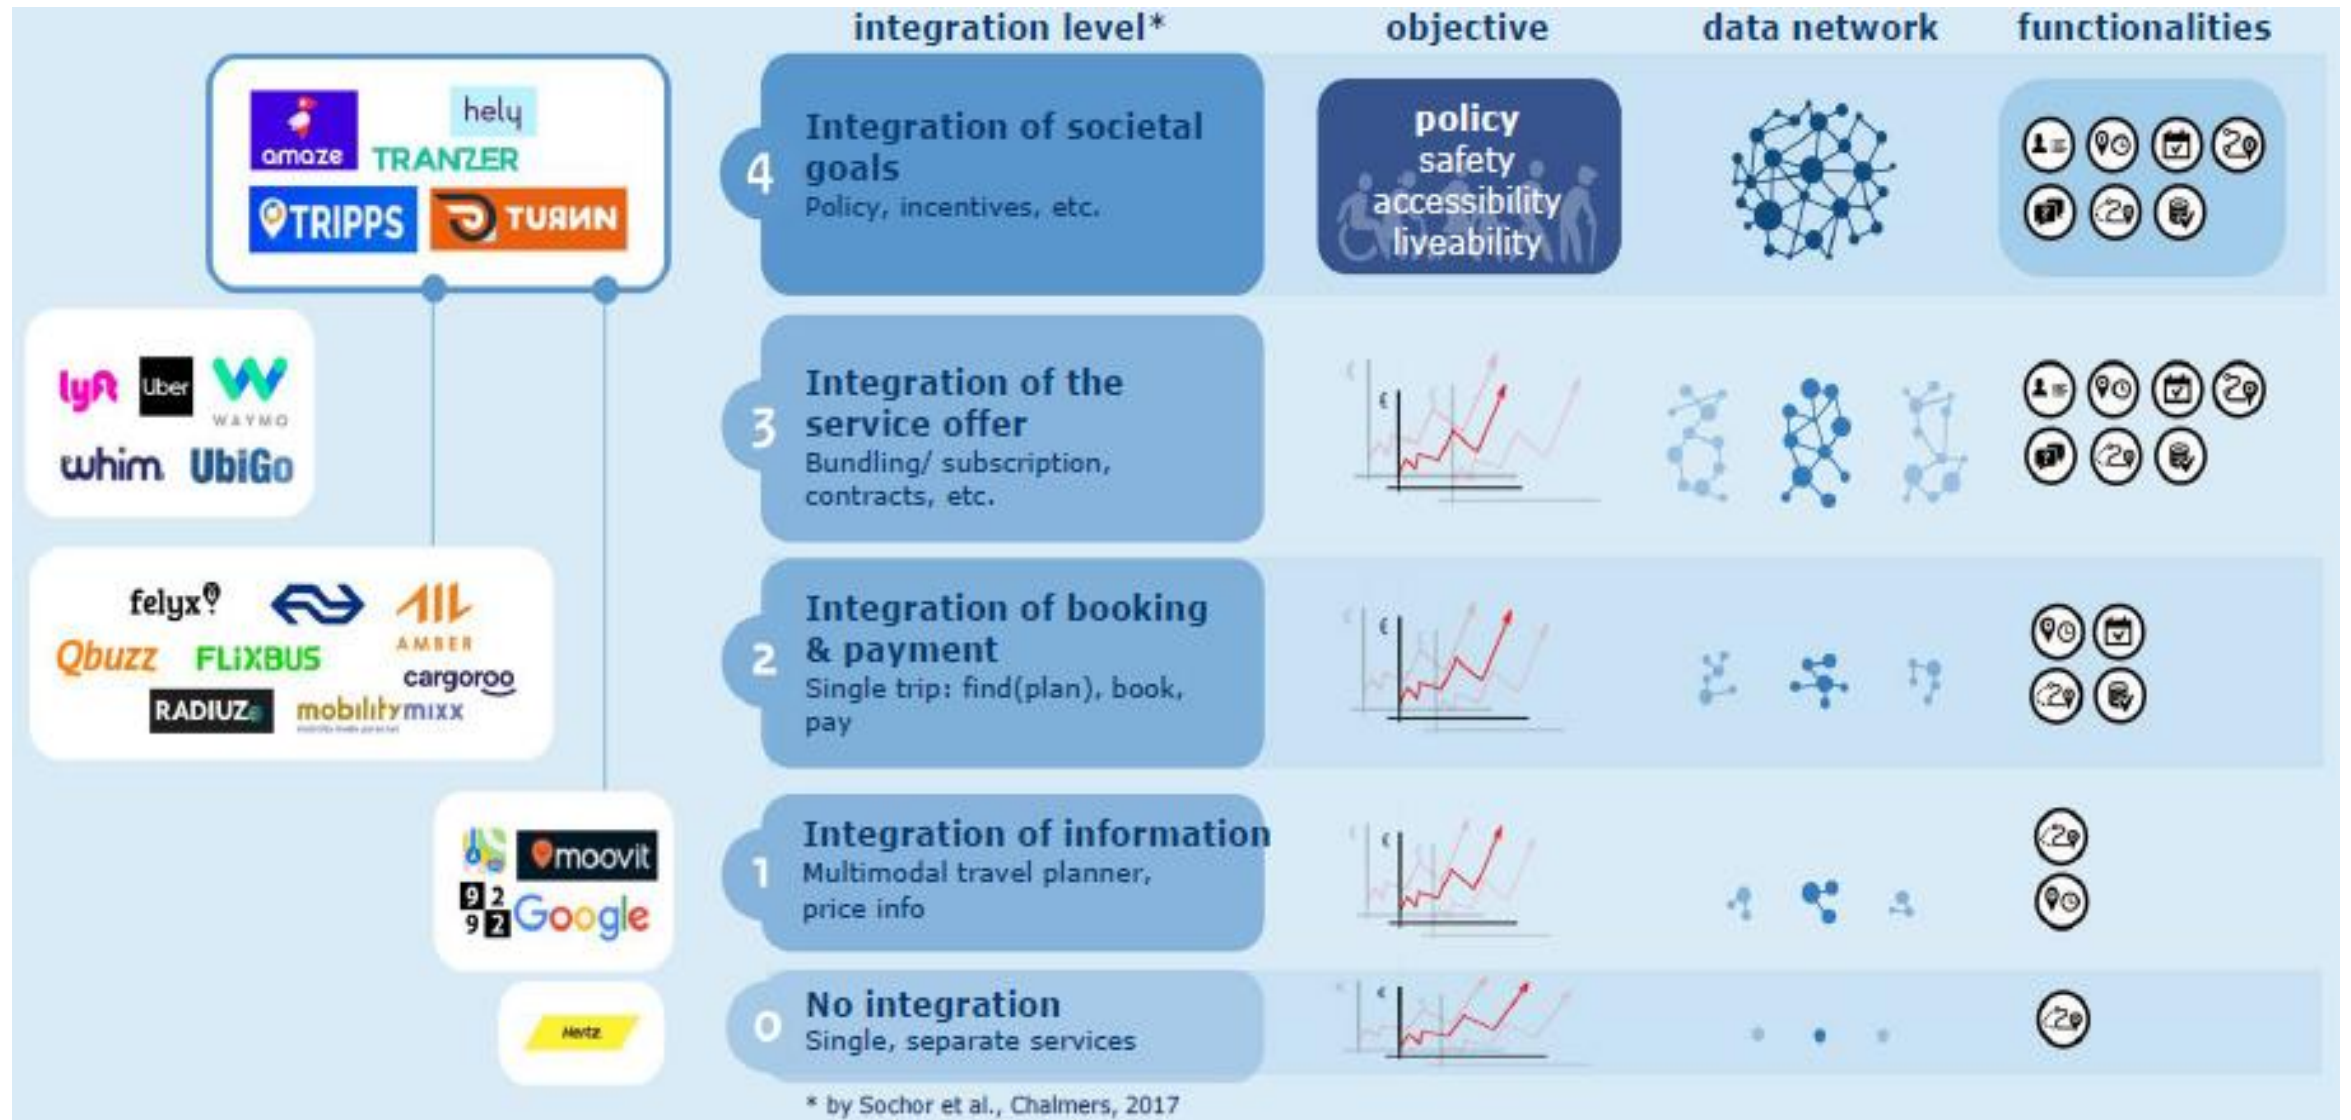 integration level*
objective
data network
functionalities
amaze
hely
TRANZER
TRIPPS
TURNN
4
Integration of societal
goals
Policy, incentives, etc.
policy
safety
accessibility
liveability
lyft
Uber
WAYMO
whim
UbiGo
3
Integration of the
service offer
Bundling/ subscription,
contracts, etc.
€
felyx
AMBER
Qbuzz
FLiXBUS
cargoroo
RADIUZ
mobilitymixx
2
Integration of booking
& payment
Single trip: find(plan), book,
pay
€
moovit
9 2
9 2
Google
1
Integration of information
Multimodal travel planner,
price info
€
Hertz
0
No integration
Single, separate services
€
* by Sochor et al., Chalmers, 2017